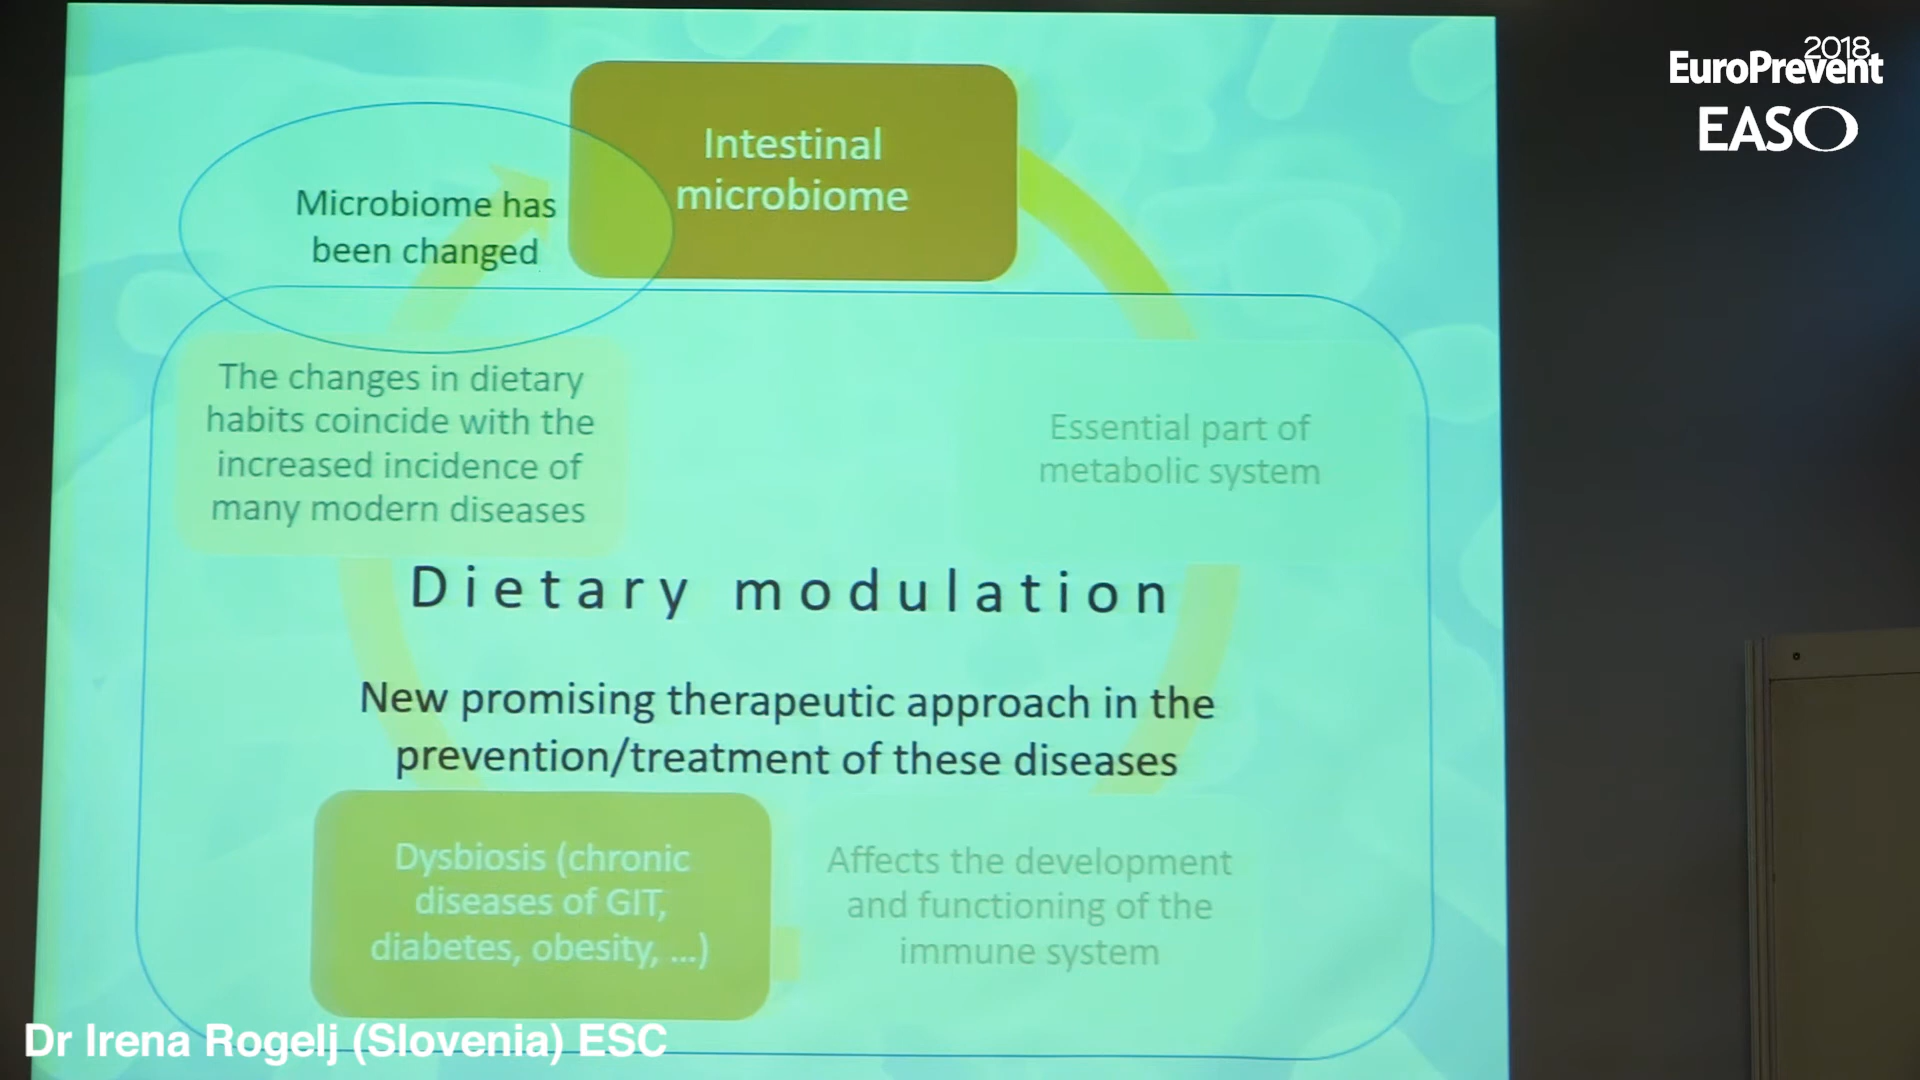 2018
EuroPrevent
EASO
Intestinal
microbiome
Microbiome has
been changed
The changes in dietary
habits coincide with the
increased incidence of
many modern diseases
Essential part of
metabolic system
Dietary modulation
New promising therapeutic approach in the
prevention/treatment of these diseases
Dysbiosis (chronic
diseases of GIT,
diabetes, obesity, ...)
Affects the development
and functioning of the
immune system
Dr Irena Rogelj (Slovenia) ESC